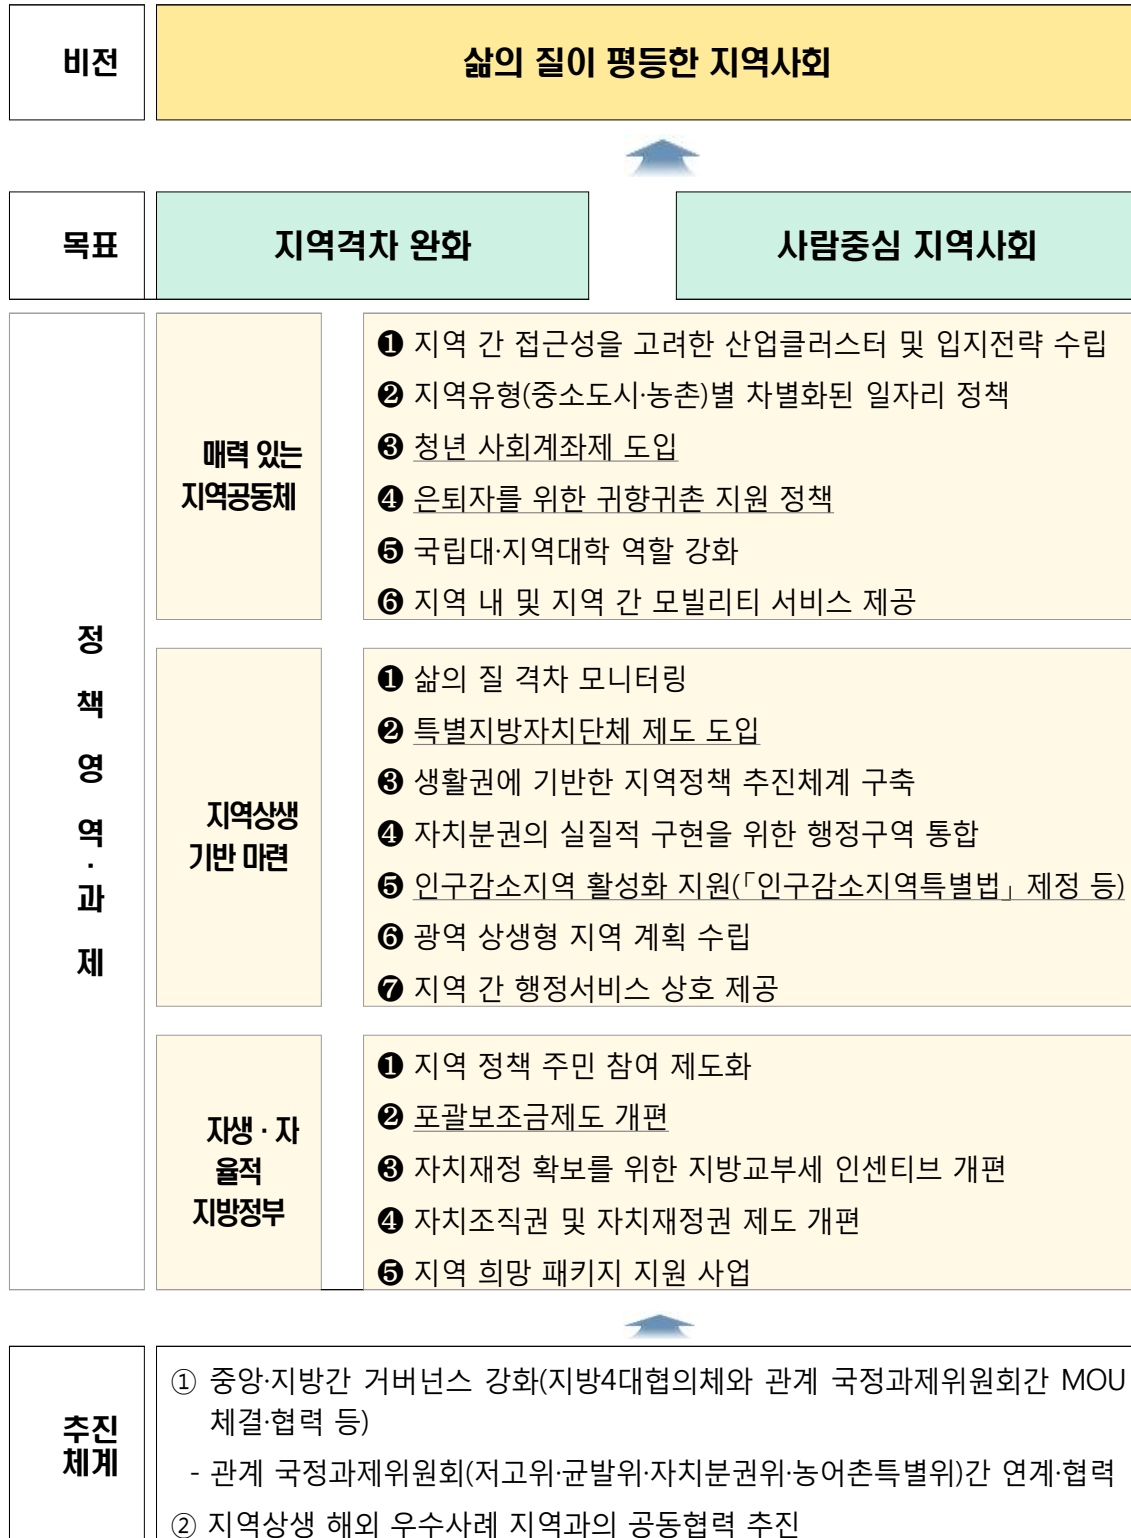 비전
삶의 질이 평등한 지역사회
목표
지역격차 완화
사람중심 지역사회
정
책
영
역
·
과
제
매력 있는
지역공동체
❶ 지역 간 접근성을 고려한 산업클러스터 및 입지전략 수립
❷ 지역유형(중소도시·농촌)별 차별화된 일자리 정책
❸ 청년 사회계좌제 도입
❹ 은퇴자를 위한 귀향귀촌 지원 정책
❺ 국립대·지역대학 역할 강화
❻ 지역 내 및 지역 간 모빌리티 서비스 제공
지역상생
기반 마련
❶ 삶의 질 격차 모니터링
❷ 특별지방자치단체 제도 도입
❸ 생활권에 기반한 지역정책 추진체계 구축
❹ 자치분권의 실질적 구현을 위한 행정구역 통합
❺ 인구감소지역 활성화 지원(「인구감소지역특별법」 제정 등)
❻ 광역 상생형 지역 계획 수립
❼ 지역 간 행정서비스 상호 제공
자생 · 자
율적
지방정부
❶ 지역 정책 주민 참여 제도화
❷ 포괄보조금제도 개편
❸ 자치재정 확보를 위한 지방교부세 인센티브 개편
❹ 자치조직권 및 자치재정권 제도 개편
❺ 지역 희망 패키지 지원 사업
추진
체계
① 중앙·지방간 거버넌스 강화(지방4대협의체와 관계 국정과제위원회간 MOU
체결·협력 등)
- 관계 국정과제위원회(저고위·균발위·자치분권위·농어촌특별위)간 연계·협력
② 지역상생 해외 우수사례 지역과의 공동협력 추진